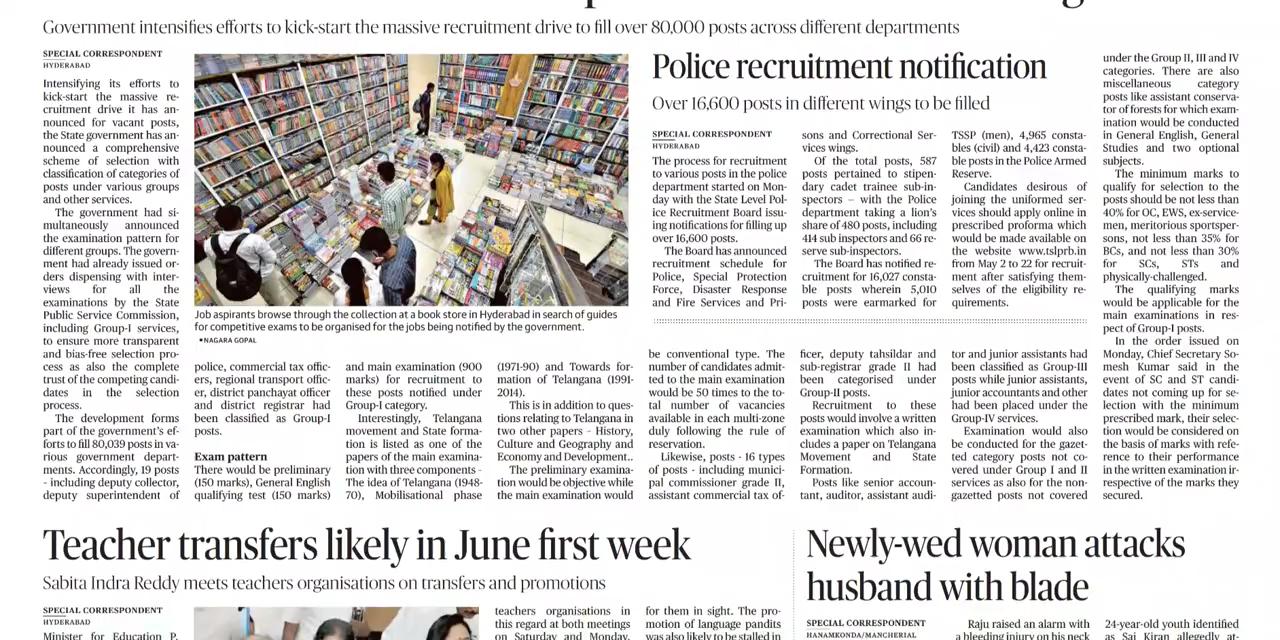 Government intensifies efforts to kick-start the massive recruitment drive to fill over 80,000 posts across different departments
SPECIAL CORRESPONDENT
HYDERABAD
Intensifying its efforts to
kick-start the massive re-
cruitment drive it has an-
nounced for vacant posts,
the State government has an-
nounced a comprehensive
scheme of selection with
classification of categories of
posts under various groups
and other services.
The government had si-
multaneously announced
the examination pattern for
different groups. The govern-
ment had already issued or-
ders dispensing with inter-
views for all the
examinations by the State
Public Service Commission,
including Group-I services,
to ensure more transparent
and bias-free selection pro-
cess as also the complete
trust of the competing candi-
dates in the selection
process.
The development forms
part of the government's ef-
forts to fill 80,039 posts in va-
rious government depart-
ments. Accordingly, 19 posts
- including deputy collector,
deputy superintendent of
Job aspirants browse through the collection at a book store in Hyderabad in search of guides
for competitive exams to be organised for the jobs being notified by the government.
•NAGARA GOPAL
police, commercial tax offic-
ers, regional transport offic-
er, district panchayat officer
and district registrar had
been classified as Group-I
posts.
Exam pattern
There would be preliminary
(150 marks), General English
qualifying test (150 marks)
and main examination (900
marks) for recruitment to
these posts notified under
Group-I category.
Interestingly, Telangana
movement and State forma-
tion is listed as one of the
papers of the main examina-
tion with three components -
The idea of Telangana (1948-
70), Mobilisational phase
(1971-90) and Towards for-
mation of Telangana (1991-
2014).
This is in addition to ques-
tions relating to Telangana in
two other papers - History,
Culture and Geography and
Economy and Development..
The preliminary examina-
tion would be objective while
the main examination would
be conventional type. The
number of candidates admit-
ted to the main examination
would be 50 times to the to-
tal number of vacancies
available in each multi-zone
duly following the rule of
reservation.
Likewise, posts - 16 types
of posts - including munici-
pal commissioner grade II,
assistant commercial tax of-
ficer, deputy tahsildar and
sub-registrar grade II had
been categorised under
Group-II posts.
Recruitment to these
posts would involve a written
examination which also in-
cludes a paper on Telangana
Movement and State
Formation.
Posts like senior accoun-
tant, auditor, assistant audi-
tor and junior assistants had
been classified as Group-III
posts while junior assistants,
junior accountants and other
had been placed under the
Group-IV services.
Examination would also
be conducted for the gazet-
ted category posts not co-
vered under Group I and II
services as also for the non-
gazetted posts not covered
under the Group II, III and IV
categories. There are also
miscellaneous category
posts like assistant conserva-
tor of forests for which exam-
ination would be conducted
in General English, General
Studies and two optional
subjects.
The minimum marks to
qualify for selection to the
posts should be not less than
40% for OC, EWS, ex-service-
men, meritorious sportsper-
sons, not less than 35% for
BCs, and not less than 30%
for SCs, STs and
physically-challenged.
The qualifying marks
would be applicable for the
main examinations in res-
pect of Group-I posts.
In the order issued on
Monday, Chief Secretary So-
mesh Kumar said in the
event of SC and ST candi-
dates not coming up for se-
lection with the minimum
prescribed mark, their selec-
tion would be considered on
the basis of marks with refe-
rence to their performance
in the written examination ir-
respective of the marks they
secured.
Police recruitment notification
Over 16,600 posts in different wings to be filled
SPECIAL CORRESPONDENT
HYDERABAD
The process for recruitment
to various posts in the police
department started on Mon-
day with the State Level Pol-
ice Recruitment Board issu-
ing notifications for filling up
over 16,600 posts.
The Board has announced
recruitment schedule for
Police, Special Protection
Force, Disaster Response
and Fire Services and Pri-
sons and Correctional Ser-
vices wings.
Of the total posts, 587
posts pertained to stipen-
dary cadet trainee sub-in-
spectors – with the Police
department taking a lion's
share of 480 posts, including
414 sub inspectors and 66 re-
serve sub-inspectors.
The Board has notified re-
cruitment for 16,027 consta-
ble posts wherein 5,010
posts were earmarked for
TSSP (men), 4,965 consta-
bles (civil) and 4,423 consta-
ble posts in the Police Armed
Reserve.
Candidates desirous of
joining the uniformed ser-
vices should apply online in
prescribed proforma which
would be made available on
the website www.tslprb.in
from May 2 to 22 for recruit-
ment after satisfying them-
selves of the eligibility re-
quirements.
Teacher transfers likely in June first week
Sabita Indra Reddy meets teachers organisations on transfers and promotions
SPECIAL CORRESPONDENT
HYDERABAD
Minister for Education P.
teachers organisations in
this regard at both meetings
on Saturday and Monday.
for them in sight. The pro-
motion of language pandits
was also likely to be stalled in
Newly-wed woman attacks
husband with blade
SPECIAL CORRESPONDENT
HANAMKONDA/MANCHERIAL
Raju raised an alarm with
a bleeding injury on his neck
24-year-old youth identified
as Sai Kiran allegedly at-